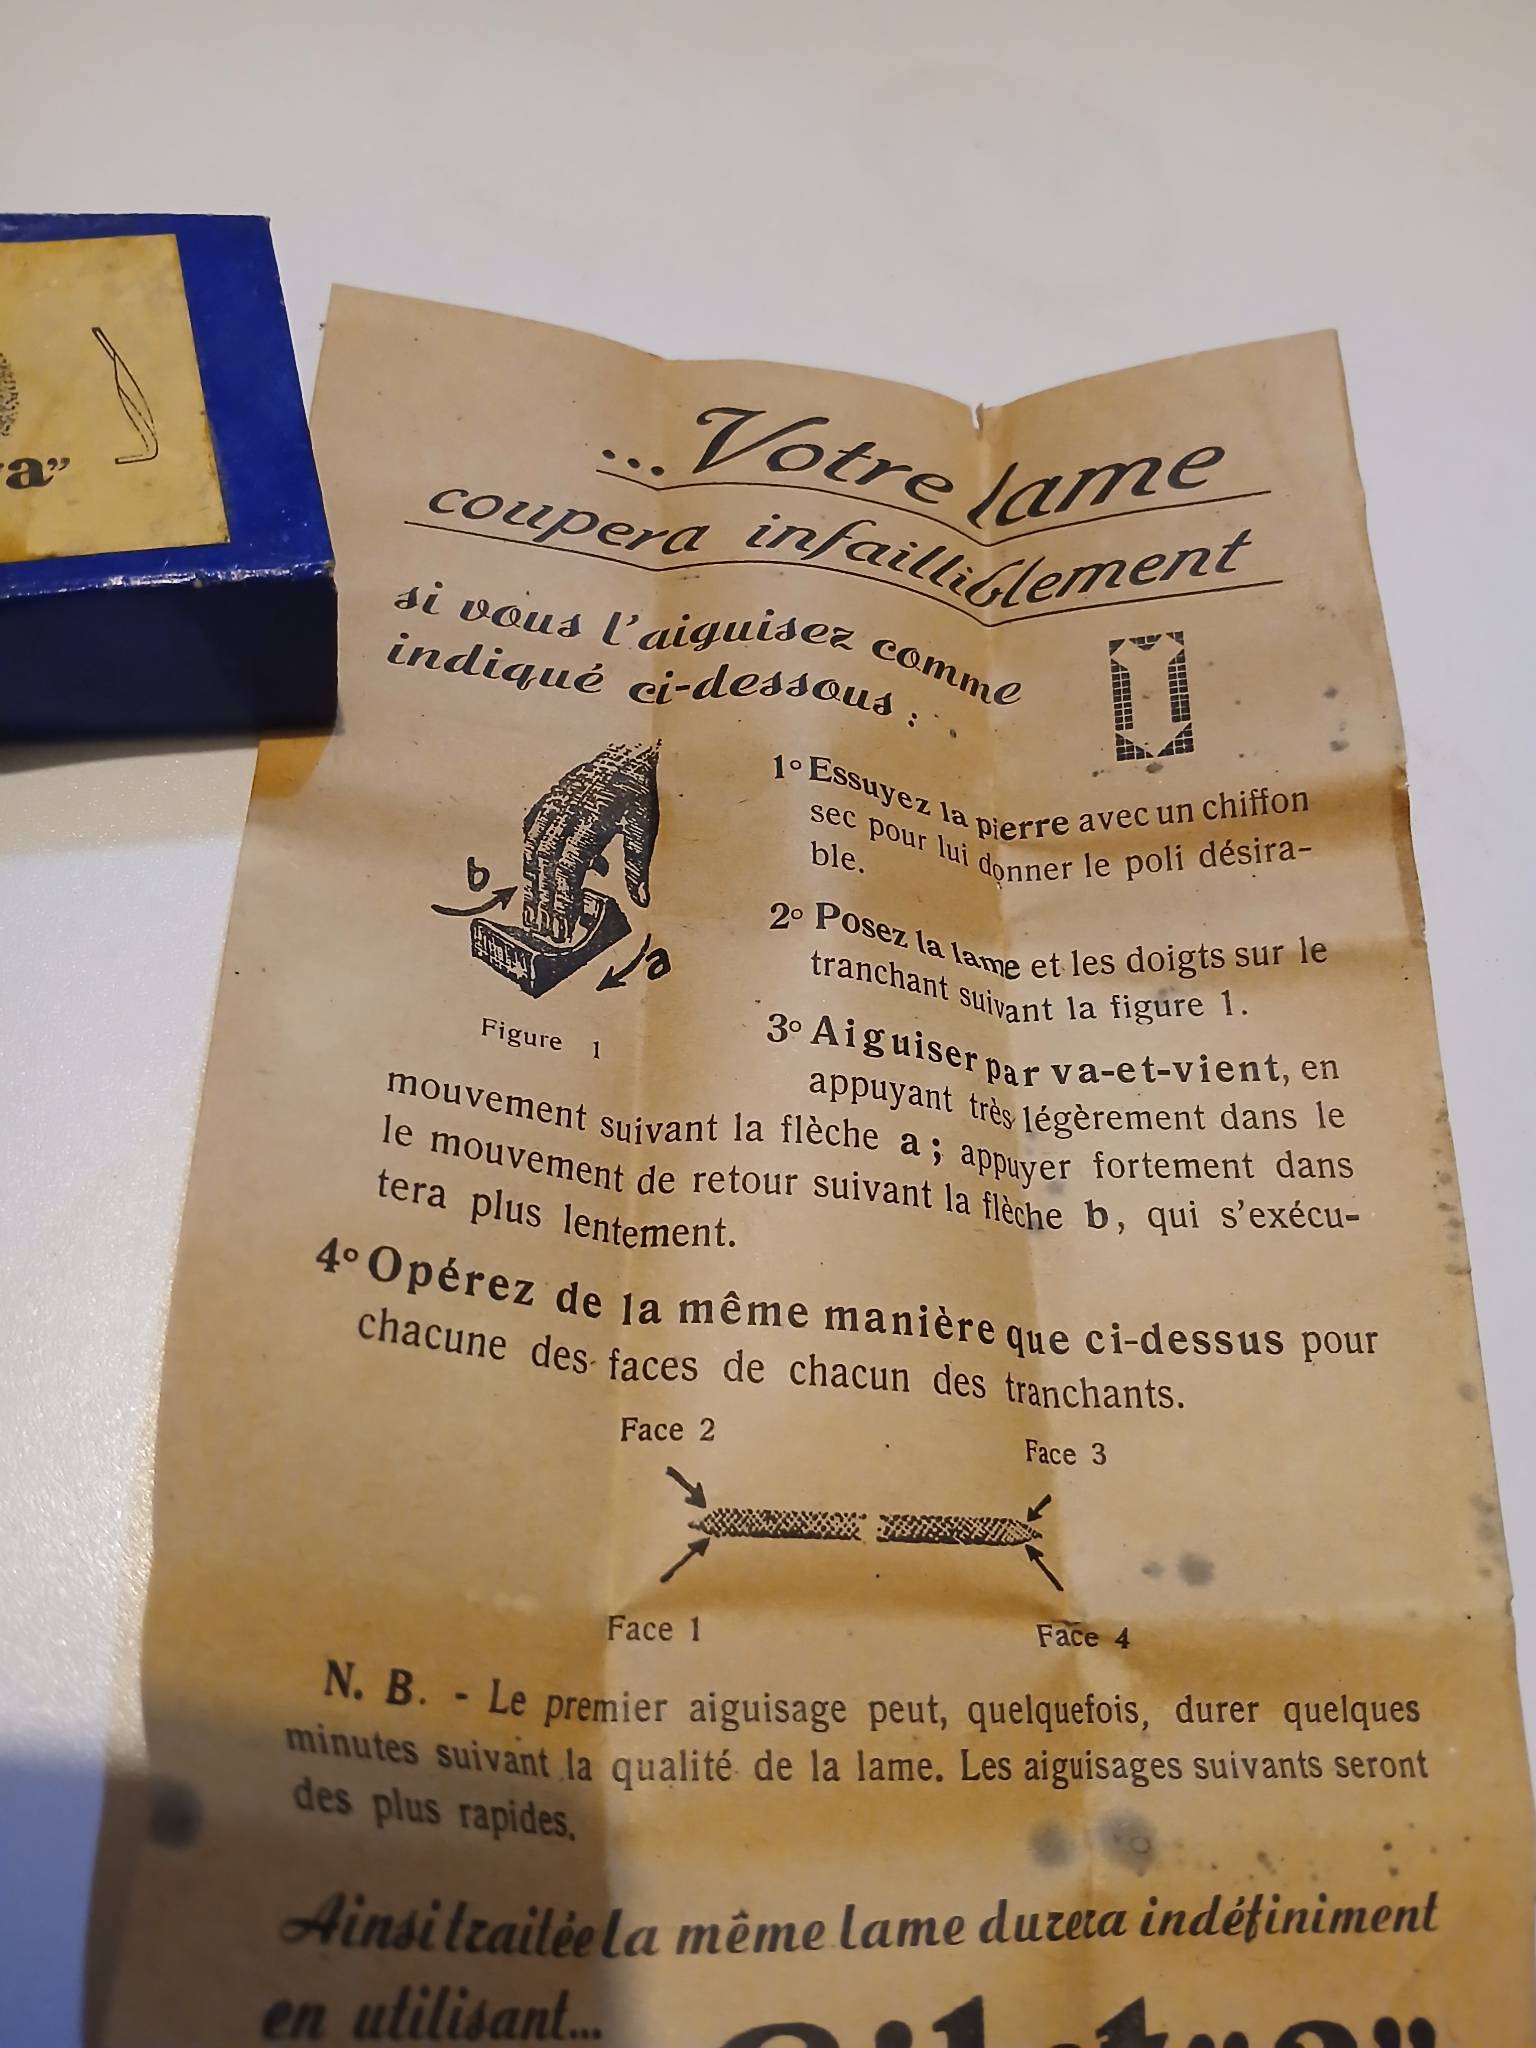 a”
...Votre lame
coupera infailliblement
si vous l'aiguisez comme
indiqué ci-dessous :
1º Essuyez la pierre avec un chiffon
sec pour lui donner le poli désira-
ble.
b
a
Figure 1
2º Posez la lame et les doigts sur le
tranchant suivant la figure 1.
3º Aiguiser par va-et-vient, en
appuyant très légèrement dans le
mouvement suivant la flèche a ; appuyer fortement dans
le mouvement de retour suivant la flèche b, qui s'exécu-
tera plus lentement.
4º Opérez de la même manière que ci-dessus pour
chacune des faces de chacun des tranchants.
Face 2
Face 3
Face 1
Face 4
N. B. - Le premier aiguisage peut, quelquefois, durer quelques
minutes suivant la qualité de la lame. Les aiguisages suivants seront
des plus rapides.
Ainsi traitée la même lame durera indéfiniment
en utilisant...